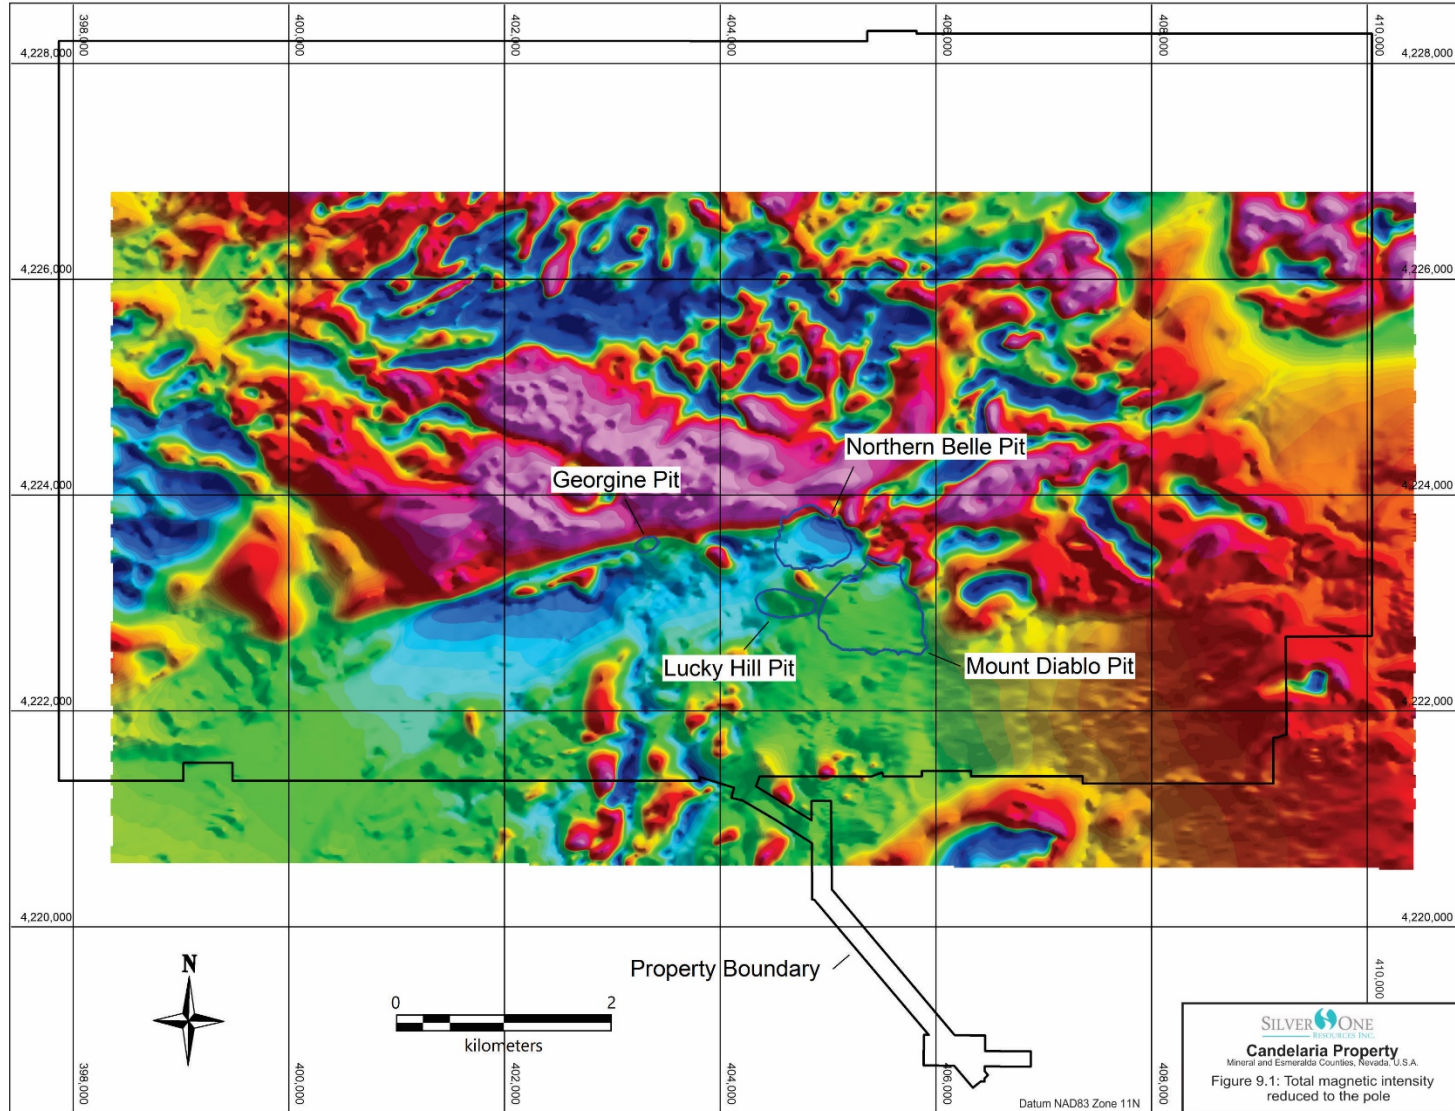 398,000
400,000
402,000
404,000
406,000
408,000
410,000
4,228,000
4,228,000
4,226,000
4,226,000
Northern Belle Pit
Georgine Pit
4,224,000
4,224,000
Lucky Hill Pit
Mount Diablo Pit
4,222,000
4,222,000
4,220,000
4,220,000
Property Boundary
N
0
2
kilometers
410,000
SILVER ONE
RESOURCES INC.
Candelaria Property
Mineral and Esmeralda Counties, Nevada, U.S.A.
Figure 9.1: Total magnetic intensity
reduced to the pole
398,000
400,000
402,000
404,000
406,000
408,000
Datum NAD83 Zone 11N